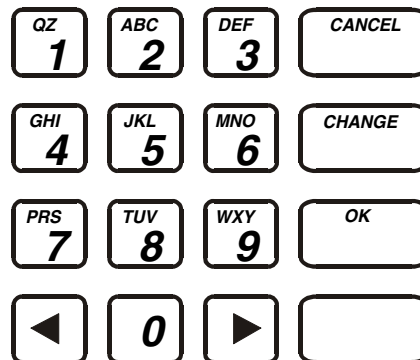 QZ ABC DEF CANCEL
1 2 3
GHI JKL MNO CHANGE
4 5 6
PRS TUV WXY OK
7 8 9
0